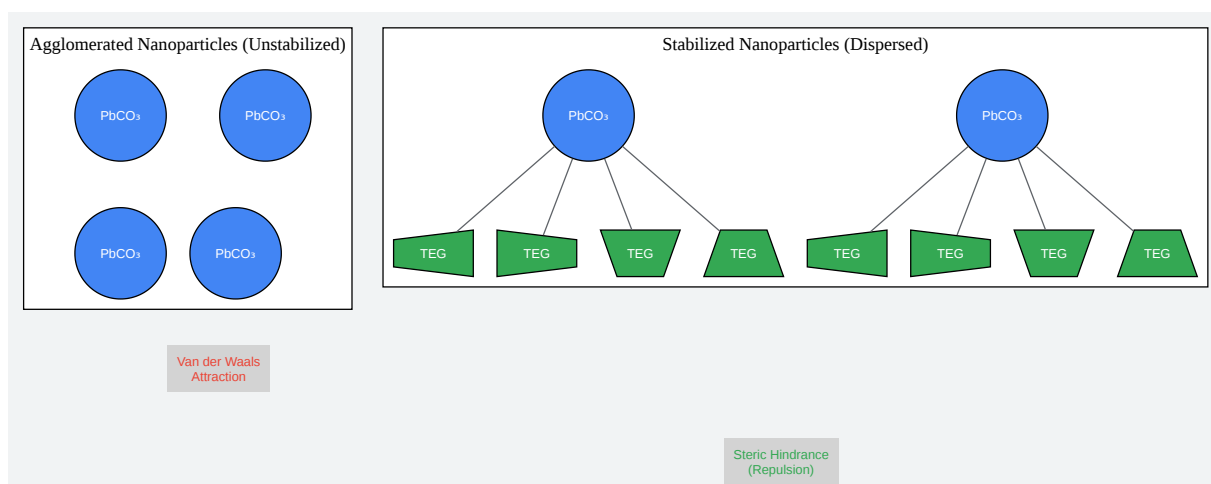 Agglomerated Nanoparticles (Unstabilized)
Stabilized Nanoparticles (Dispersed)
PbCO₃
PbCO₃
PbCO₃
PbCO₃
PbCO₃
PbCO₃
TEG
TEG
TEG
TEG
TEG
TEG
TEG
TEG
Van der Waals
Attraction
Steric Hindrance
(Repulsion)